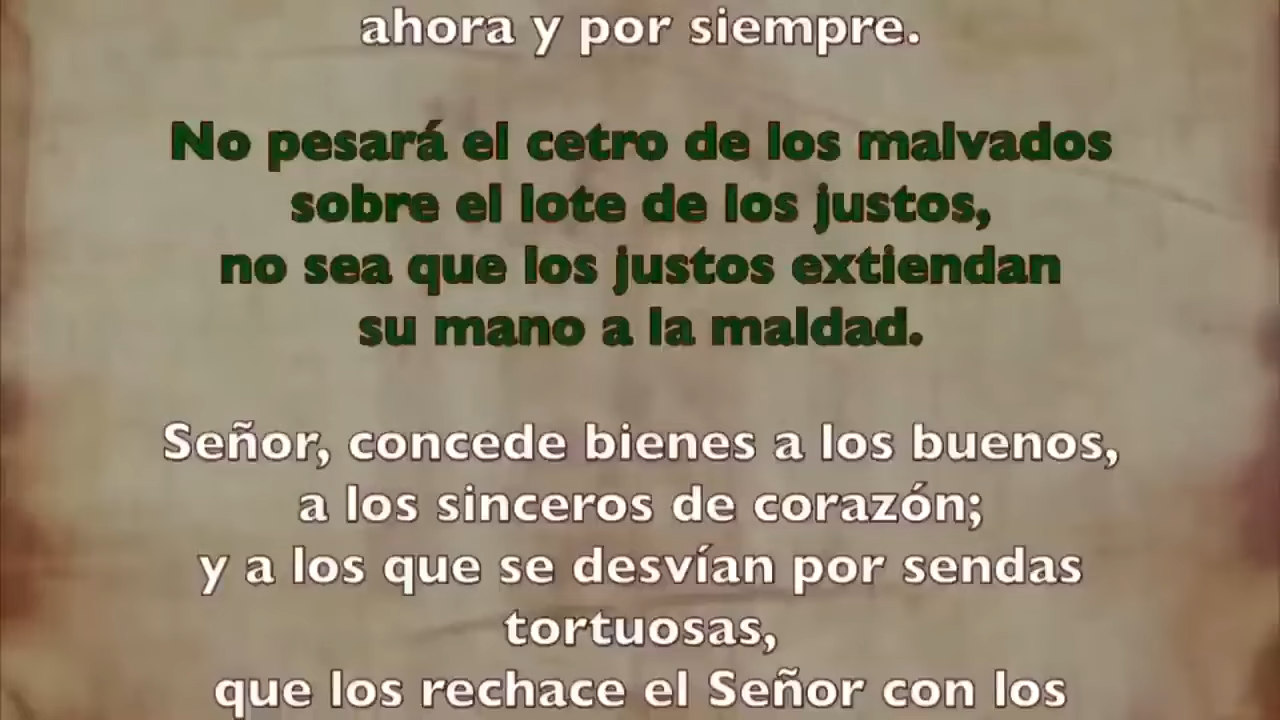 ahora y por siempre.
No pesará el cetro de los malvados
sobre el lote de los justos,
no sea que los justos extiendan
su mano a la maldad.
Señor, concede bienes a los buenos,
a los sinceros de corazón;
y a los que se desvían por sendas
tortuosas,
que los rechace el Señor con los